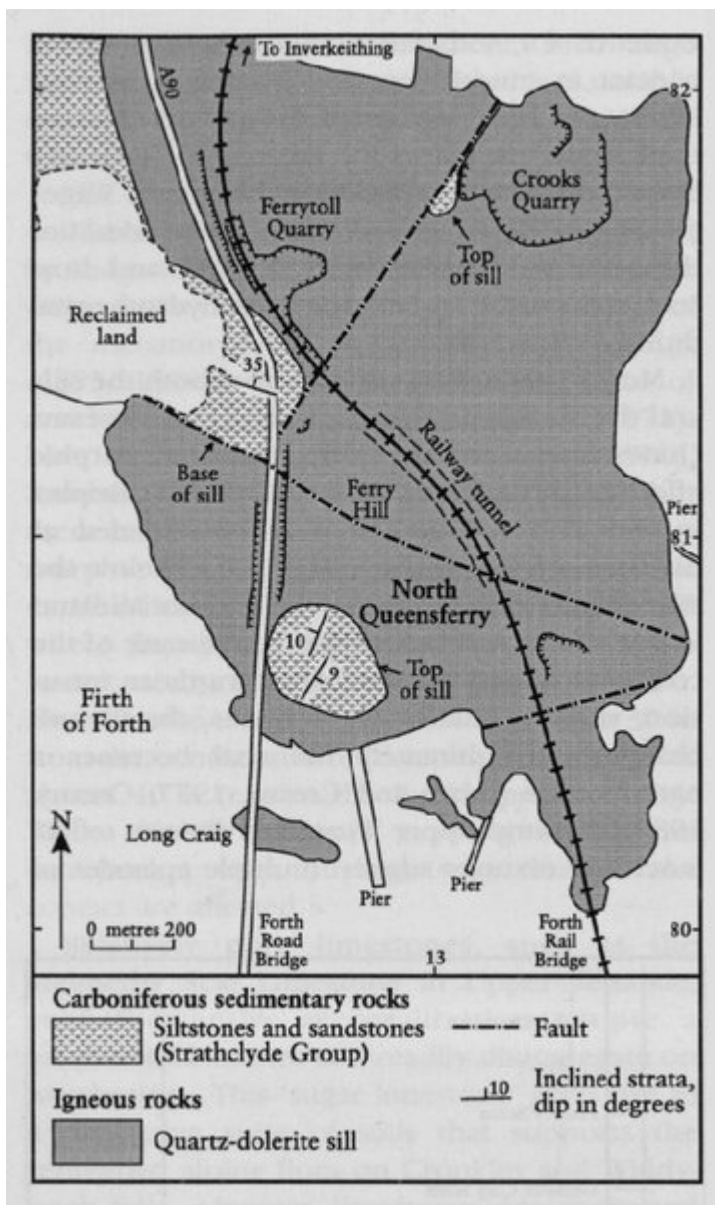 To Inverkeithing
A90
82
Ferrytoll
Quarry
Crooks
Quarry
Top
of sill
Reclaimed
land
35
Base
of sill
Railway tunnel
Ferry
Hill
Pier
81
North
Queensferry
10
9
Top
of sill
Firth
of Forth
N
Long Craig
Pier
Pier
0 metres 200
Forth
Road
Bridge
13
Forth
Rail
Bridge
80
Carboniferous sedimentary rocks
Siltstones and sandstones
(Strathclyde Group)
Fault
10
Inclined strata,
dip in degrees
Igneous rocks
Quartz-dolerite sill